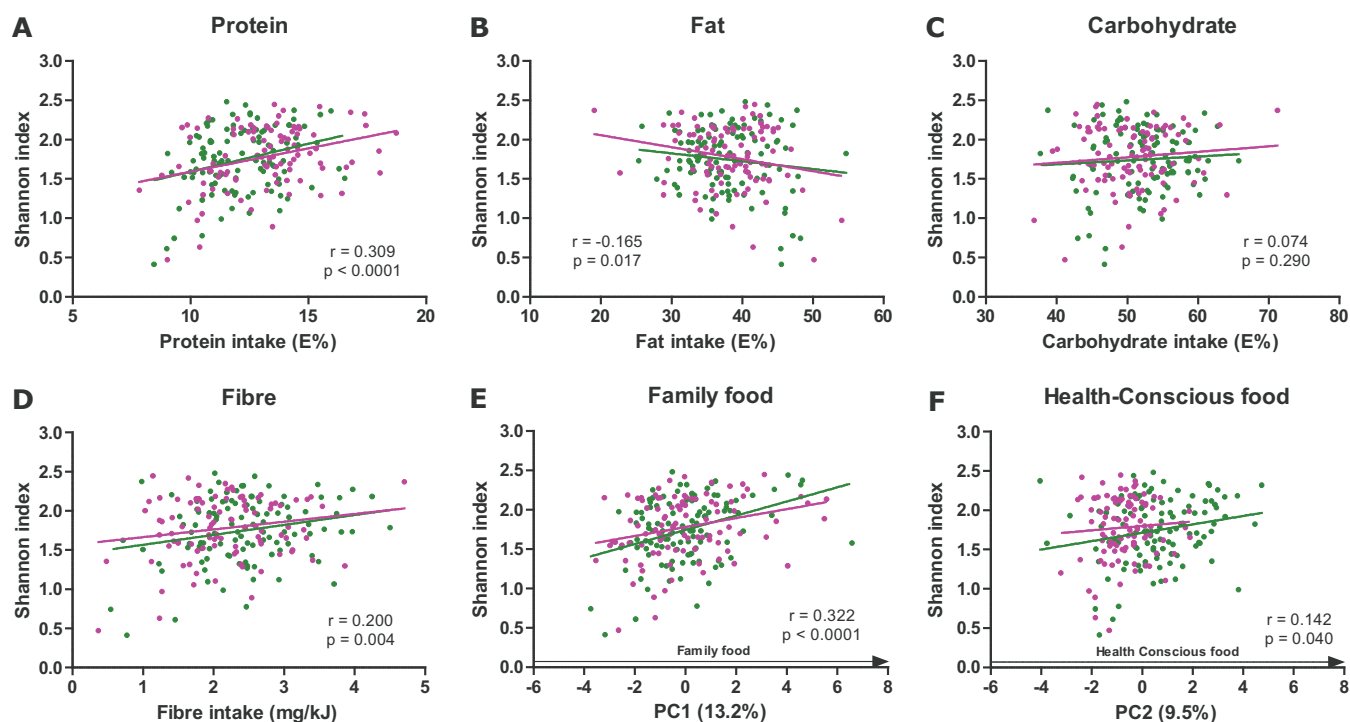 A
Protein
Shannon index
3.0
2.5
2.0
1.5
1.0
0.5
0.0
r = 0.309
p < 0.0001
5
10
15
20
Protein intake (E%)
B
Fat
Shannon index
3.0
2.5
2.0
1.5
1.0
0.5
0.0
r = -0.165
p = 0.017
10
20
30
40
50
60
Fat intake (E%)
C
Carbohydrate
Shannon index
3.0
2.5
2.0
1.5
1.0
0.5
0.0
r = 0.074
p = 0.290
30
40
50
60
70
80
Carbohydrate intake (E%)
D
Fibre
Shannon index
3.0
2.5
2.0
1.5
1.0
0.5
0.0
r = 0.200
p = 0.004
0
1
2
3
4
5
Fibre intake (mg/kJ)
E
Family food
Shannon index
3.0
2.5
2.0
1.5
1.0
0.5
0.0
r = 0.322
p < 0.0001
Family food
-6
-4
-2
0
2
4
6
8
PC1 (13.2%)
F
Health-Conscious food
Shannon index
3.0
2.5
2.0
1.5
1.0
0.5
0.0
r = 0.142
p = 0.040
Health Conscious food
-6
-4
-2
0
2
4
6
8
PC2 (9.5%)